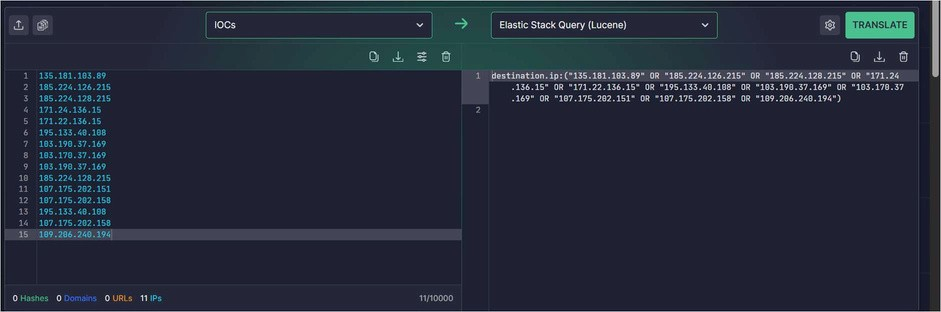 IOCs
Elastic Stack Query (Lucene)
TRANSLATE
1 135.181.103.89
2 185.224.126.215
3 185.224.128.215
4 171.24.136.15
5 171.22.136.15
6 195.133.40.108
7 103.190.37.169
8 103.170.37.169
9 103.190.37.169
10 185.224.128.215
11 107.175.202.151
12 107.175.202.158
13 195.133.40.108
14 107.175.202.158
15 109.206.240.194
0 Hashes 0 Domains 0 URLs 11 IPs 11/10000
1 destination.ip:("135.181.103.89" OR "185.224.126.215" OR "185.224.128.215" OR "171.24
.136.15" OR "171.22.136.15" OR "195.133.40.108" OR "103.190.37.169" OR "103.170.37
.169" OR "107.175.202.151" OR "107.175.202.158" OR "109.206.240.194")
2